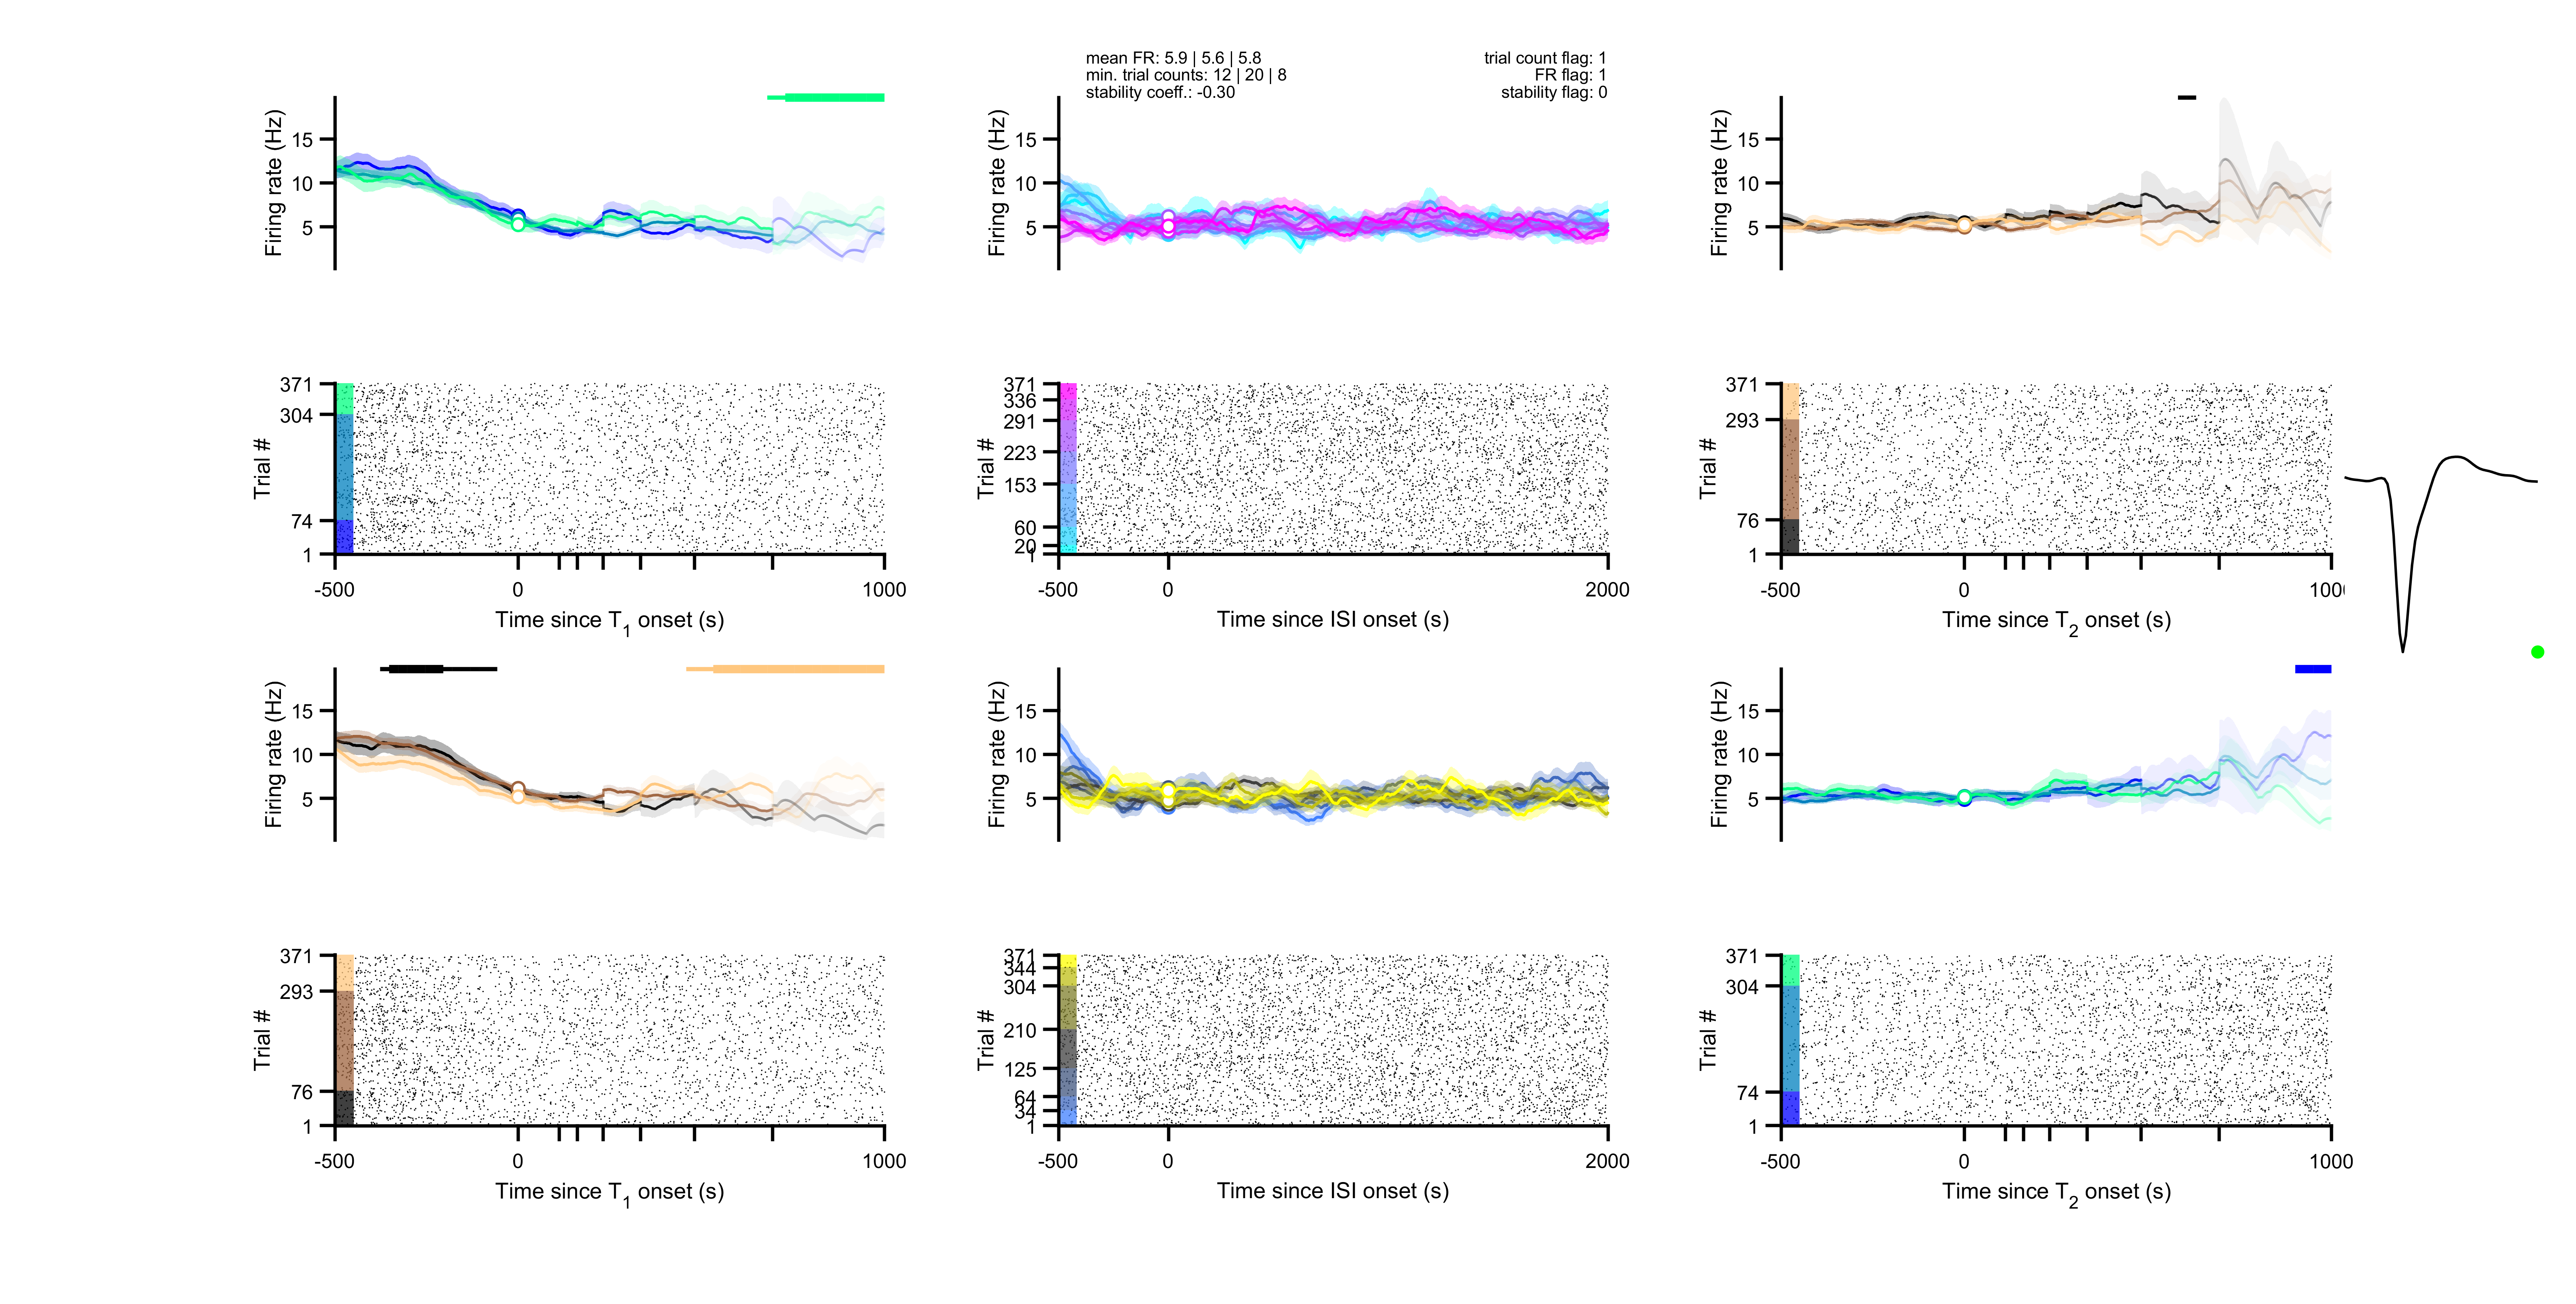 mean FR: 5.9 | 5.6 | 5.8
min. trial counts: 12 | 20 | 8
stability coeff.: -0.30
trial count flag: 1
FR flag: 1
stability flag: 0
Firing rate (Hz)
15
10
5
Firing rate (Hz)
15
10
5
Firing rate (Hz)
15
10
5
Trial #
371
304
74
1
-500
0
1000
Time since T1 onset (s)
Trial #
371
336
291
223
153
60
20
1
-500
0
2000
Time since ISI onset (s)
Trial #
371
293
76
1
-500
0
1000
Time since T2 onset (s)
Firing rate (Hz)
15
10
5
Firing rate (Hz)
15
10
5
Firing rate (Hz)
15
10
5
Trial #
371
293
76
1
-500
0
1000
Time since T1 onset (s)
Trial #
371
344
304
210
125
64
34
1
-500
0
2000
Time since ISI onset (s)
Trial #
371
304
74
1
-500
0
1000
Time since T2 onset (s)